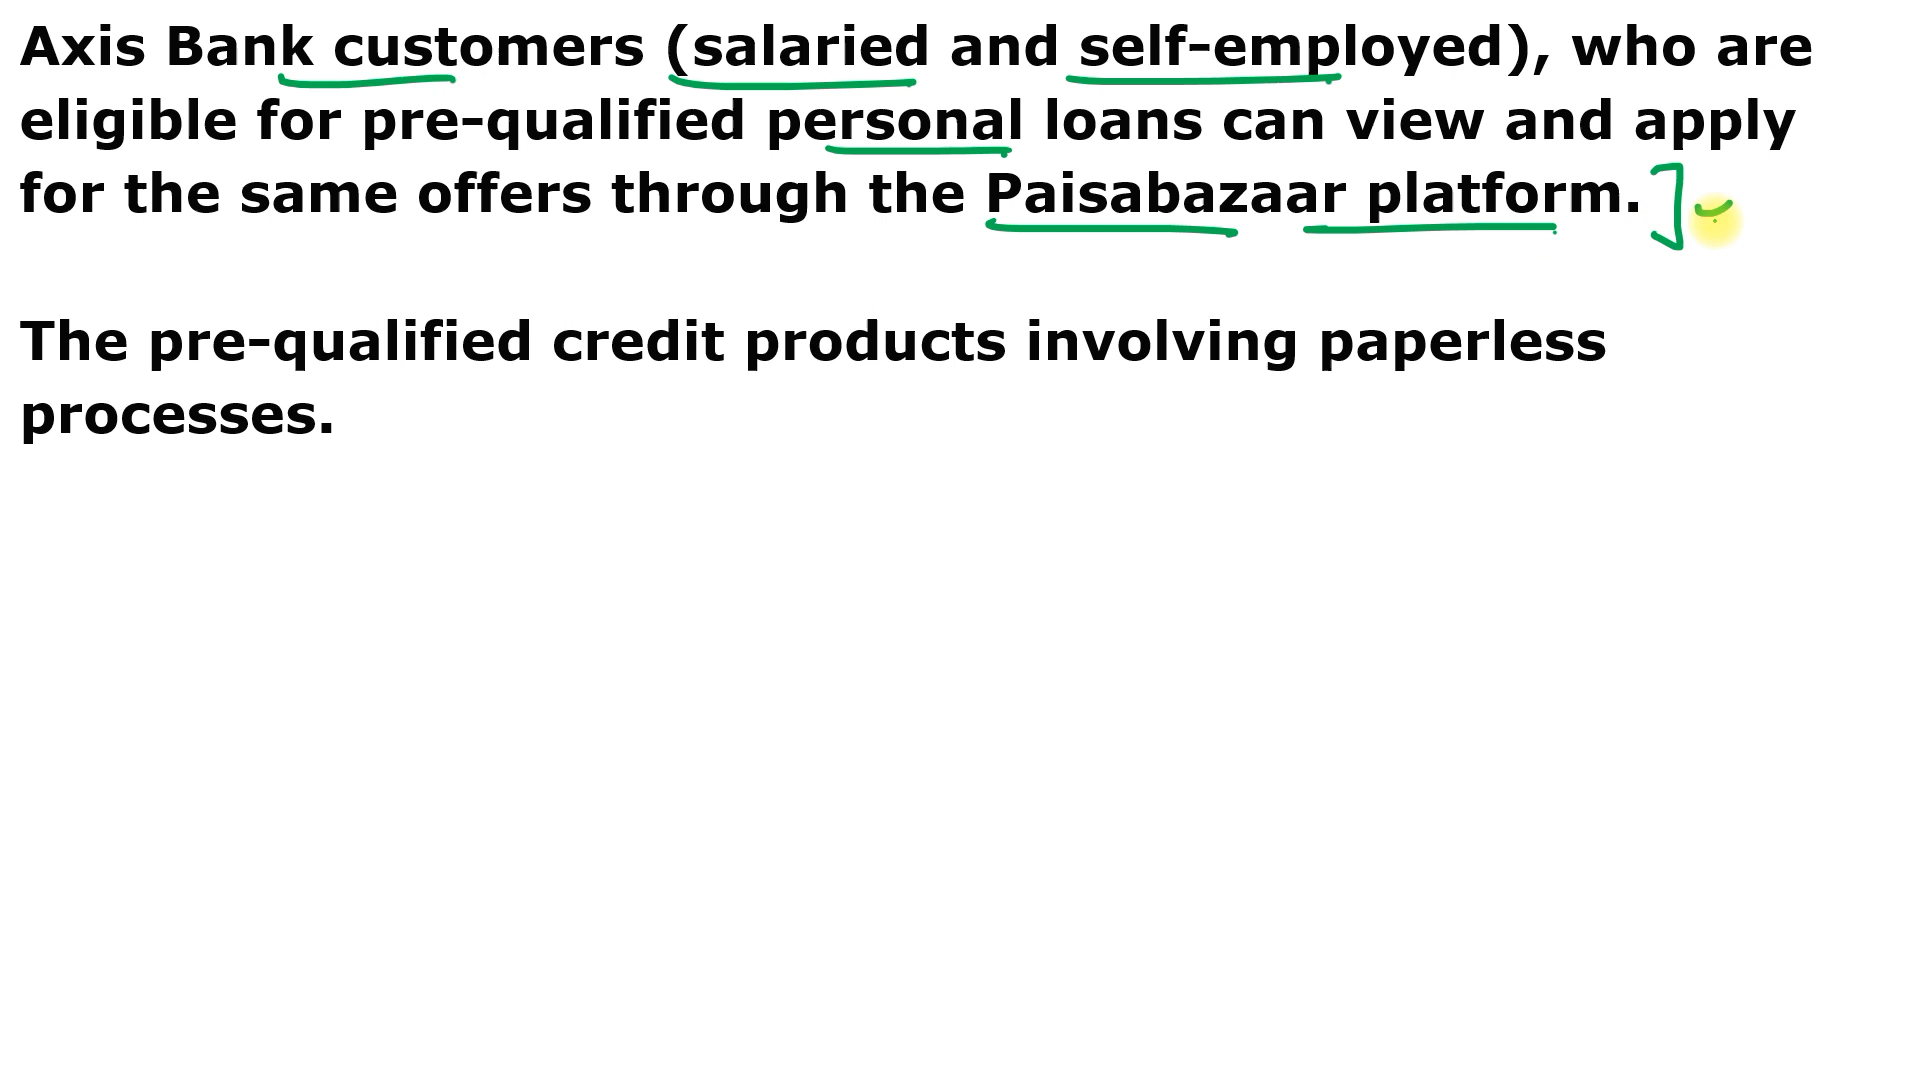 Axis Bank customers (salaried and self-employed), who are
eligible for pre-qualified personal loans can view and apply
for the same offers through the Paisabazaar platform.
The pre-qualified credit products involving paperless
processes.